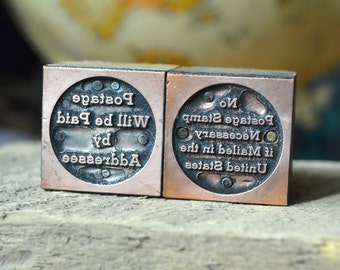 Postage
Will be Paid
by
Addressee
No
Postage Stamp
Necessary
if Mailed in the
United States